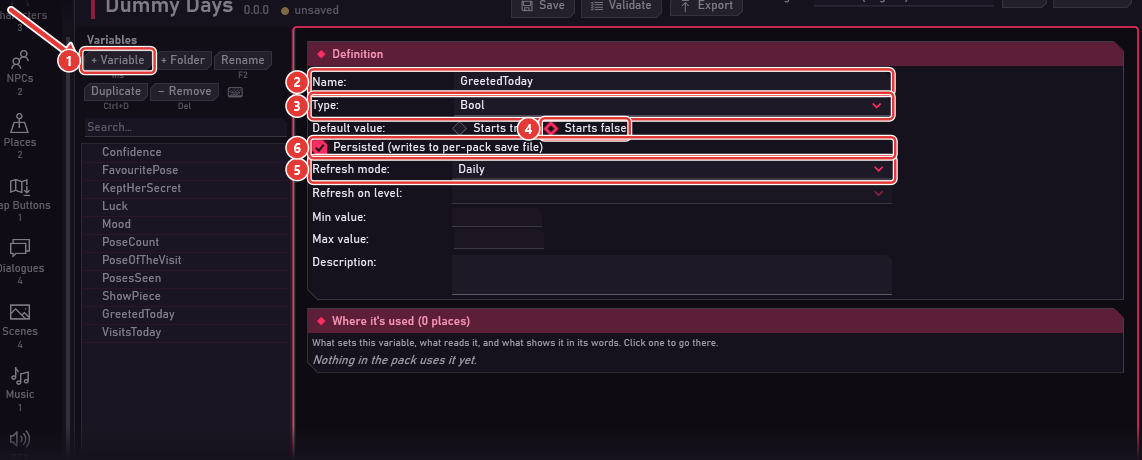 Dummy Days 0.0.0 unsaved
Save
Validate
Export
3
NPCs
2
Places
2
Map Buttons
1
Dialogues
4
Scenes
4
Music
1
Variables
1
+ Variable
+ Folder
Rename
Ins
F2
Duplicate
− Remove
Ctrl+D
Del
Search...
Confidence
FavouritePose
KeptHerSecret
Luck
Mood
PoseCount
PoseOfTheVisit
PosesSeen
ShowPiece
GreetedToday
VisitsToday
Definition
2 Name: GreetedToday
3 Type: Bool
Default value: Starts tr 4 Starts false
6 Persisted (writes to per-pack save file)
5 Refresh mode: Daily
Refresh on level:
Min value:
Max value:
Description:
Where it's used (0 places)
What sets this variable, what reads it, and what shows it in its words. Click one to go there.
Nothing in the pack uses it yet.